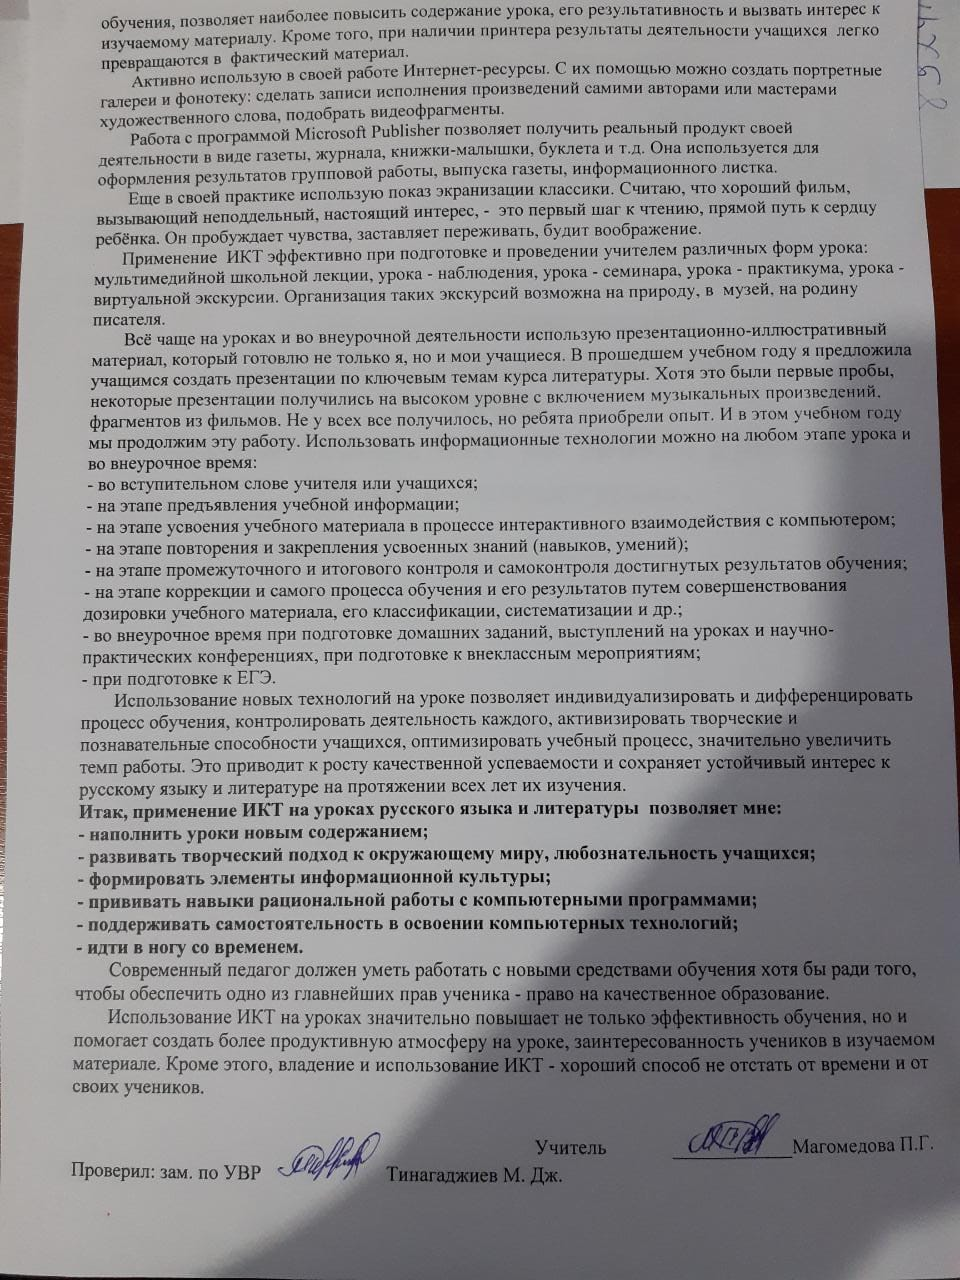 обучения, позволяет наиболее повысить содержание урока, его результативность и вызвать интерес к
изучаемому материалу. Кроме того, при наличии принтера результаты деятельности учащихся легко
превращаются в фактический материал.
Активно использую в своей работе Интернет-ресурсы. С их помощью можно создать портретные
галереи и фонотеку: сделать записи исполнения произведений самими авторами или мастерами
художественного слова, подобрать видеофрагменты.
Работа с программой Microsoft Publisher позволяет получить реальный продукт своей
деятельности в виде газеты, журнала, книжки-малышки, буклета и т.д. Она используется для
оформления результатов групповой работы, выпуска газеты, информационного листка.
Еще в своей практике использую показ экранизации классики. Считаю, что хороший фильм,
вызывающий неподдельный, настоящий интерес, - это первый шаг к чтению, прямой путь к сердцу
ребёнка. Он пробуждает чувства, заставляет переживать, будит воображение.
Применение ИКТ эффективно при подготовке и проведении учителем различных форм урока:
мультимедийной школьной лекции, урока - наблюдения, урока - семинара, урока - практикума, урока -
виртуальной экскурсии. Организация таких экскурсий возможна на природу, в музей, на родину
писателя.
Всё чаще на уроках и во внеурочной деятельности использую презентационно-иллюстративный
материал, который готовлю не только я, но и мои учащиеся. В прошедшем учебном году я предложила
учащимся создать презентации по ключевым темам курса литературы. Хотя это были первые пробы,
некоторые презентации получились на высоком уровне с включением музыкальных произведений,
фрагментов из фильмов. Не у всех все получилось, но ребята приобрели опыт. И в этом учебном году
мы продолжим эту работу. Использовать информационные технологии можно на любом этапе урока и
во внеурочное время:
- во вступительном слове учителя или учащихся;
- на этапе предъявления учебной информации;
- на этапе усвоения учебного материала в процессе интерактивного взаимодействия с компьютером;
- на этапе повторения и закрепления усвоенных знаний (навыков, умений);
- на этапе промежуточного и итогового контроля и самоконтроля достигнутых результатов обучения;
- на этапе коррекции и самого процесса обучения и его результатов путем совершенствования
дозировки учебного материала, его классификации, систематизации и др.;
- во внеурочное время при подготовке домашних заданий, выступлений на уроках и научно-
практических конференциях, при подготовке к внеклассным мероприятиям;
- при подготовке к ЕГЭ.
Использование новых технологий на уроке позволяет индивидуализировать и дифференцировать
процесс обучения, контролировать деятельность каждого, активизировать творческие и
познавательные способности учащихся, оптимизировать учебный процесс, значительно увеличить
темп работы. Это приводит к росту качественной успеваемости и сохраняет устойчивый интерес к
русскому языку и литературе на протяжении всех лет их изучения.
Итак, применение ИКТ на уроках русского языка и литературы позволяет мне:
- наполнить уроки новым содержанием;
- развивать творческий подход к окружающему миру, любознательность учащихся;
- формировать элементы информационной культуры;
- прививать навыки рациональной работы с компьютерными программами;
- поддерживать самостоятельность в освоении компьютерных технологий;
- идти в ногу со временем.
Современный педагог должен уметь работать с новыми средствами обучения хотя бы ради того,
чтобы обеспечить одно из главнейших прав ученика - право на качественное образование.
Использование ИКТ на уроках значительно повышает не только эффективность обучения, но и
помогает создать более продуктивную атмосферу на уроке, заинтересованность учеников в изучаемом
материале. Кроме этого, владение и использование ИКТ - хороший способ не отстать от времени и от
своих учеников.
Учитель Магомедова П.Г.
Проверил: зам. по УВР Тинагаджиев М. Дж.